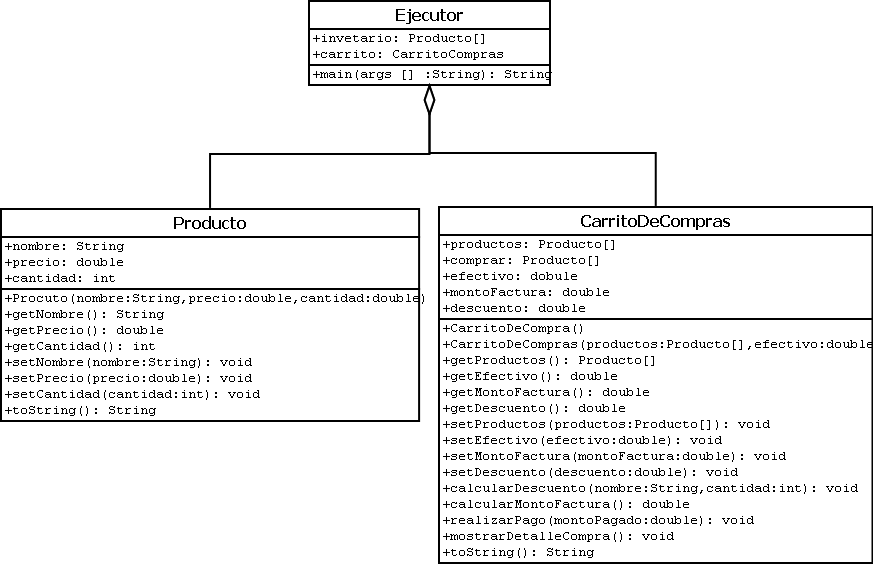 Ejecutor
+invetario: Producto[]
+carrito: CarritoCompras
+main(args [] :String): String
Producto
+nombre: String
+precio: double
+cantidad: int
+Procuto(nombre:String,precio:double,cantidad:double)
+getNombre(): String
+getPrecio(): double
+getCantidad(): int
+setNombre(nombre:String): void
+setPrecio(precio:double): void
+setCantidad(cantidad:int): void
+toString(): String
CarritoDeCompras
+productos: Producto[]
+comprar: Producto[]
+efectivo: dobule
+montoFactura: double
+descuento: double
+CarritoDeCompra()
+CarritoDeCompras(productos:Producto[],efectivo:double
+getProductos(): Producto[]
+getEfectivo(): double
+getMontoFactura(): double
+getDescuento(): double
+setProductos(productos:Producto[]): void
+setEfectivo(efectivo:double): void
+setMontoFactura(montoFactura:double): void
+setDescuento(descuento:double): void
+calcularDescuento(nombre:String,cantidad:int): void
+calcularMontoFactura(): double
+realizarPago(montoPagado:double): void
+mostrarDetalleCompra(): void
+toString(): String